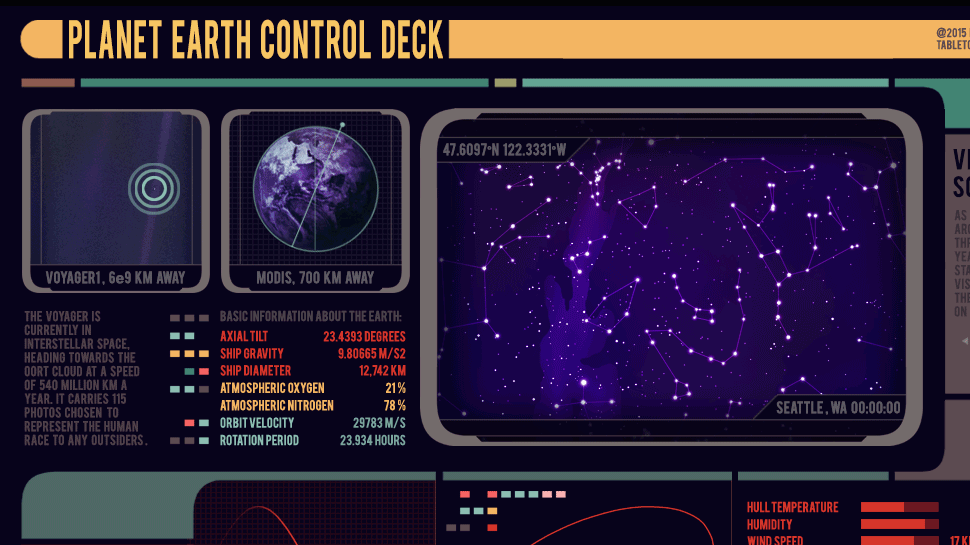 PLANET EARTH CONTROL DECK
@2015
47.6097°N 122.3331°W
VOYAGER1, 6e9 KM AWAY
MODIS, 700 KM AWAY
SEATTLE, WA 00:00:00
THE VOYAGER IS
CURRENTLY IN
INTERSTELLAR SPACE,
HEADING TOWARDS THE
OORT CLOUD AT A SPEED
OF 540 MILLION KM A
YEAR. IT CARRIES 115
PHOTOS CHOSEN TO
REPRESENT THE HUMAN
RACE TO ANY OUTSIDERS.
BASIC INFORMATION ABOUT THE EARTH:
AXIAL TILT 23.4393 DEGREES
SHIP GRAVITY 9.80665 M/S2
SHIP DIAMETER 12,742 KM
ATMOSPHERIC OXYGEN 21 %
ATMOSPHERIC NITROGEN 78 %
ORBIT VELOCITY 29783 M/S
ROTATION PERIOD 23.934 HOURS
HULL TEMPERATURE
HUMIDITY
WIND SPEED 17 K